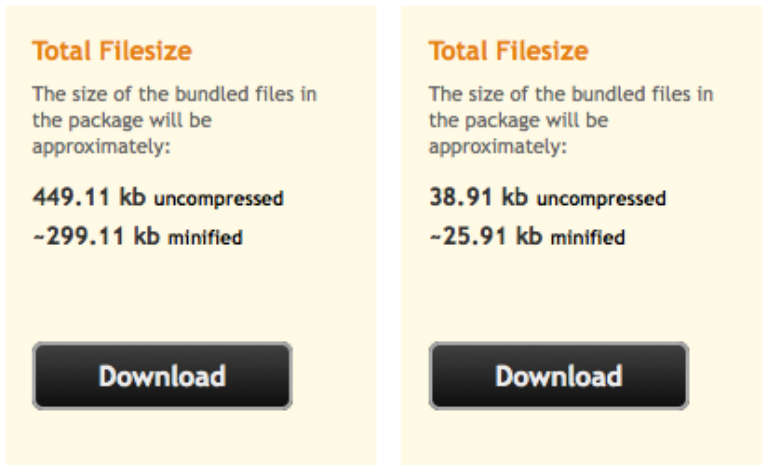 Total Filesize
The size of the bundled files in
the package will be
approximately:
449.11 kb uncompressed
~299.11 kb minified
Download
Total Filesize
The size of the bundled files in
the package will be
approximately:
38.91 kb uncompressed
~25.91 kb minified
Download